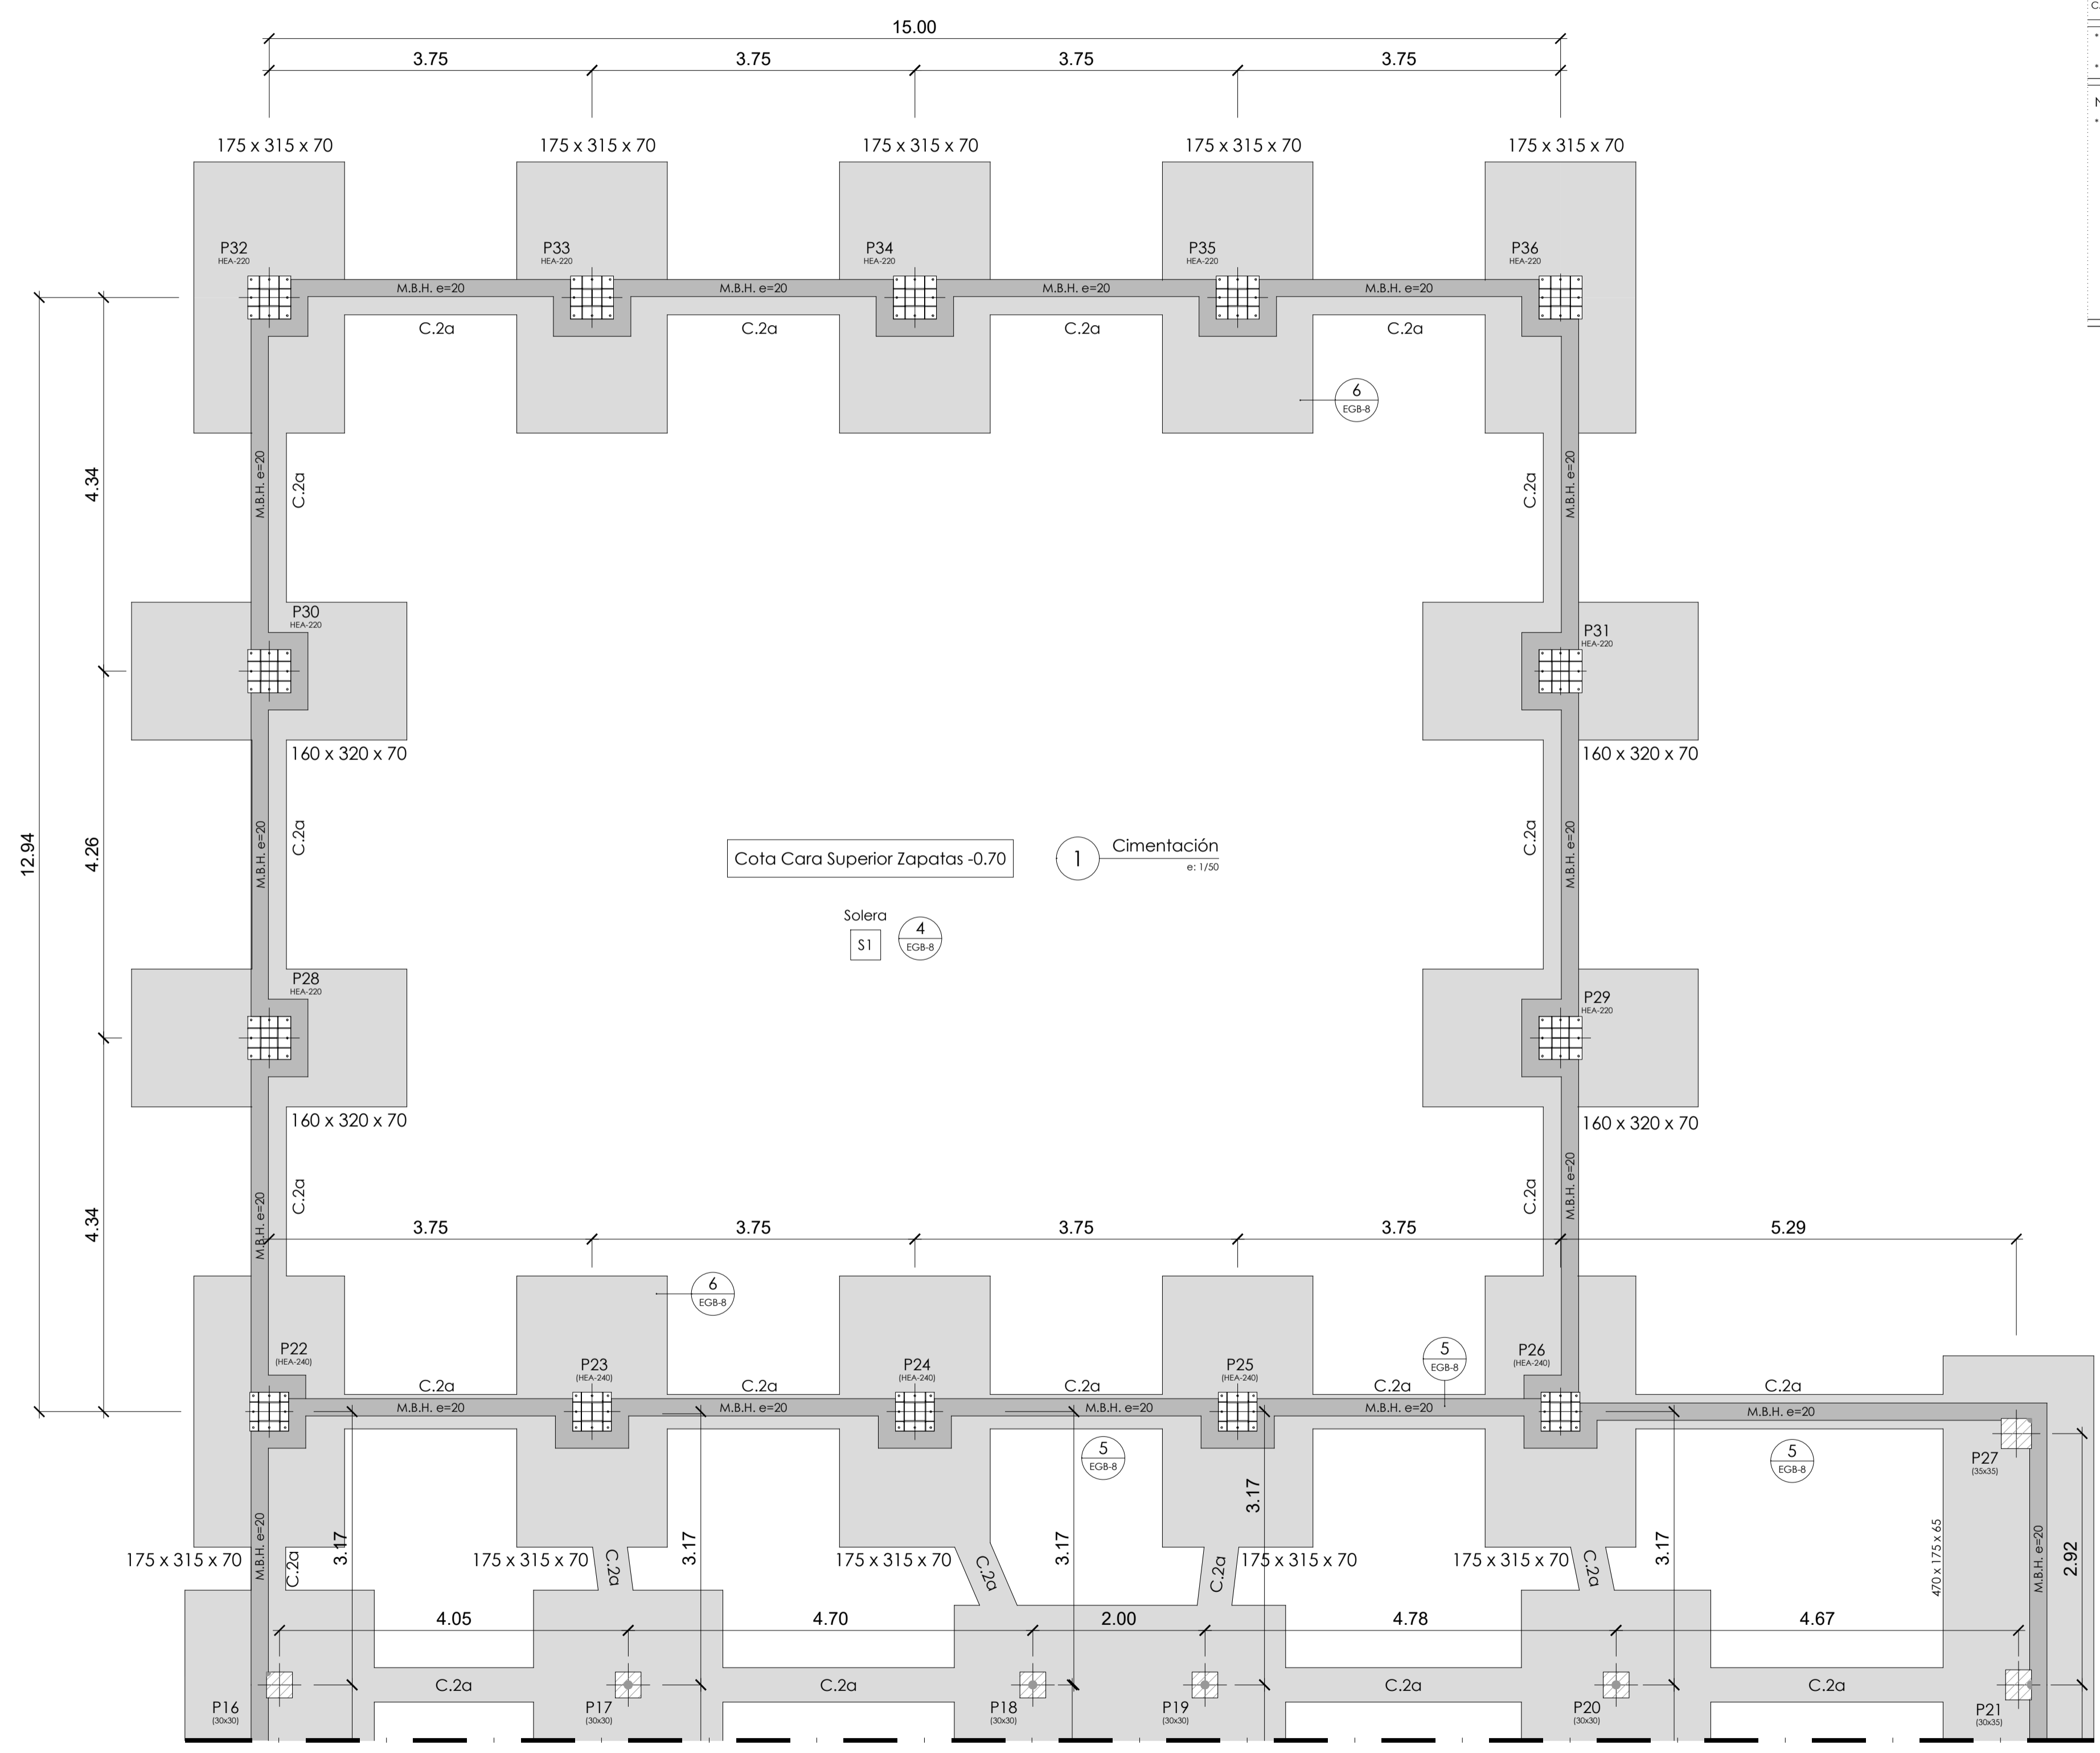 15.00
3.75 3.75 3.75 3.75
175 x 315 x 70 175 x 315 x 70 175 x 315 x 70 175 x 315 x 70 175 x 315 x 70
P32 P33 P34 P35 P36
HEA-220 HEA-220 HEA-220 HEA-220 HEA-220
M.B.H. e=20 M.B.H. e=20 M.B.H. e=20 M.B.H. e=20
C.2a C.2a C.2a C.2a
6
EGB-8
4.34
M.B.H. e=20
C.2a
C.2a
M.B.H. e=20
P30
HEA-220
P31
HEA-220
160 x 320 x 70
160 x 320 x 70
12.94
4.26
M.B.H. e=20
C.2a
C.2a
M.B.H. e=20
Cota Cara Superior Zapatas -0.70
1
Cimentación
e: 1/50
Solera
S1
4
EGB-8
P28
HEA-220
P29
HEA-220
160 x 320 x 70
160 x 320 x 70
4.34
M.B.H. e=20
C.2a
C.2a
M.B.H. e=20
3.75 3.75 3.75 3.75 5.29
6
EGB-8
P22
(HEA-240)
P23
(HEA-240)
P24
(HEA-240)
P25
(HEA-240)
5
EGB-8
P26
(HEA-240)
C.2a C.2a C.2a C.2a C.2a
M.B.H. e=20 M.B.H. e=20 M.B.H. e=20 M.B.H. e=20 M.B.H. e=20
5
EGB-8
5
EGB-8
P27
(35x35)
M.B.H. e=20
3.17
3.17
3.17
3.17
3.17
470 x 175 x 65
M.B.H. e=20
2.92
175 x 315 x 70 175 x 315 x 70 175 x 315 x 70 175 x 315 x 70 175 x 315 x 70
C.2a C.2a C.2a C.2a C.2a
4.05 4.70 2.00 4.78 4.67
C.2a C.2a C.2a C.2a
P16 P17 P18 P19 P20 P21
(30x30) (30x30) (30x30) (30x30) (30x30) (30x35)